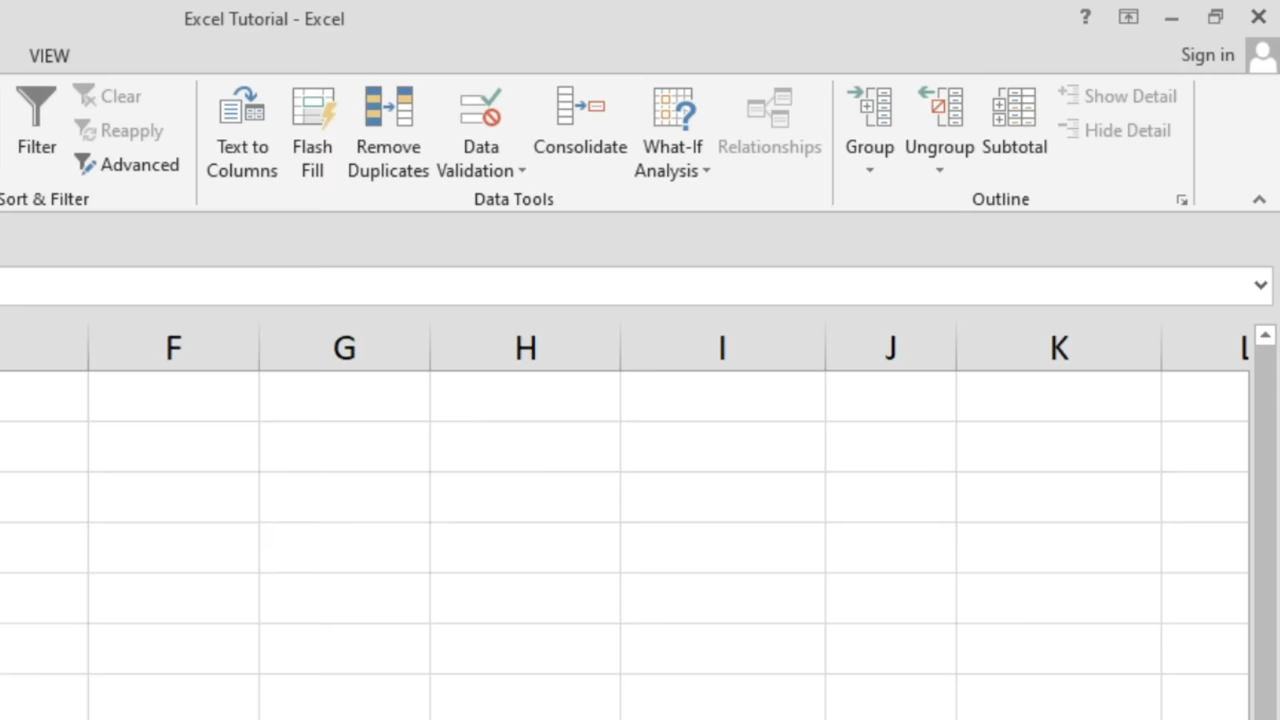 Excel Tutorial - Excel
?
VIEW
Sign in
Filter
Clear
Reapply
Advanced
Sort & Filter
Text to
Columns
Flash
Fill
Remove
Duplicates
Data
Validation
Consolidate
What-If
Analysis
Relationships
Data Tools
Group
Ungroup
Subtotal
Show Detail
Hide Detail
Outline
F G H I J K L